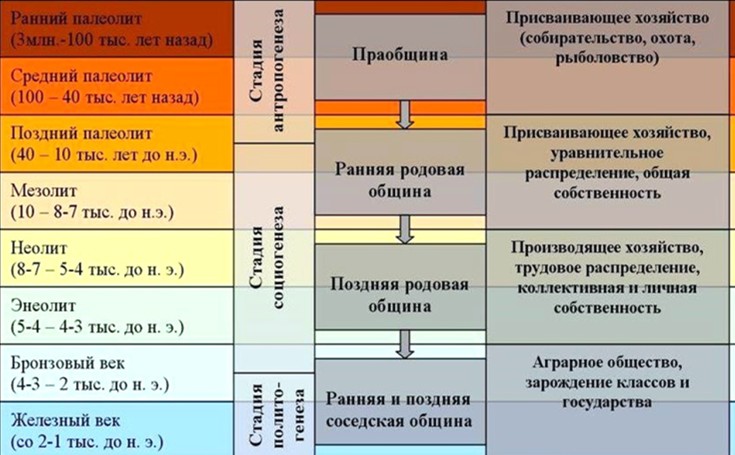 Ранний палеолит
(3млн.-100 тыс. лет назад)
Средний палеолит
(100 – 40 тыс. лет назад)
Поздний палеолит
(40 – 10 тыс. лет до н.э.)
Мезолит
(10 – 8-7 тыс. до н.э.)
Неолит
(8-7 – 5-4 тыс. до н. э.)
Энеолит
(5-4 – 4-3 тыс. до н. э.)
Бронзовый век
(4-3 – 2 тыс. до н. э.)
Железный век
(со 2-1 тыс. до н. э.)
Стадия
антропогенеза
Стадия
социогенеза
Стадия
полито-
генеза
Праобщина
Ранняя родовая
община
Поздняя родовая
община
Ранняя и поздняя
соседская община
Присваивающее хозяйство
(собирательство, охота,
рыболовство)
Присваивающее хозяйство,
уравнительное
распределение, общая
собственность
Производящее хозяйство,
трудовое распределение,
коллективная и личная
собственность
Аграрное общество,
зарождение классов и
государства